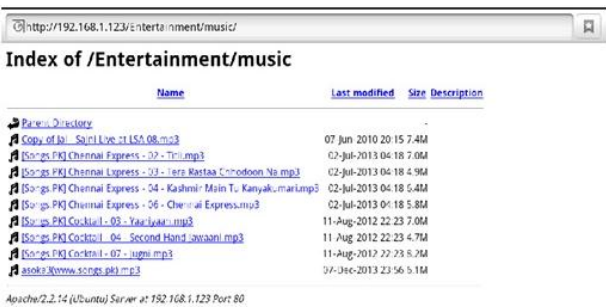 http://192.168.1.123/Entertainment/music/
Index of /Entertainment/music
Name Last modified Size Description
Parent Directory -
Copy of Jal - Sajni Live at LSA 08.mp3 07-Jun-2010 20:15 7.4M
[Songs.PK] Chennai Express - 02 - Titli.mp3 02-Jul-2013 04:18 7.0M
[Songs.PK] Chennai Express - 03 - Tera Rastaa Chhodoon Na.mp3 02-Jul-2013 04:18 4.9M
[Songs.PK] Chennai Express - 04 - Kashmir Main Tu Kanyakumari.mp3 02-Jul-2013 04:18 5.4M
[Songs.PK] Chennai Express - 06 - Chennai Express.mp3 02-Jul-2013 04:18 5.8M
[Songs.PK] Cocktail - 03 - Yaariyaan.mp3 11-Aug-2012 22:23 7.0M
[Songs.PK] Cocktail - 04 - Second Hand Jawaani.mp3 11-Aug-2012 22:23 4.7M
[Songs.PK] Cocktail - 07 - Jugni.mp3 11-Aug-2012 22:23 8.2M
asoka3(www.songs.pk).mp3 07-Dec-2013 23:56 5.1M
Apache/2.2.14 (Ubuntu) Server at 192.168.1.123 Port 80